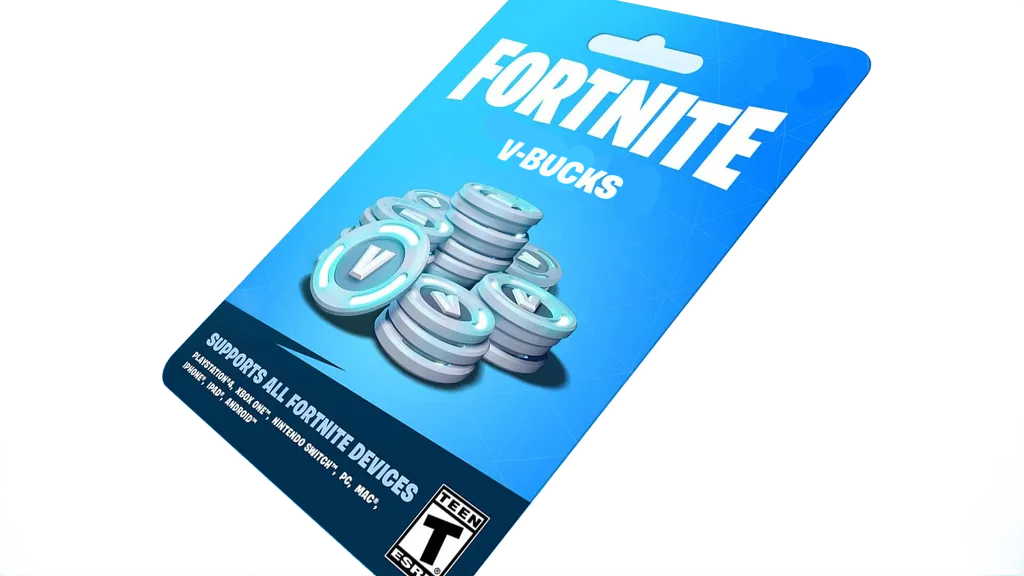 FORTNITE
V-BUCKS
SUPPORTS ALL FORTNITE DEVICES
PLAYSTATION®4, XBOX ONE™, NINTENDO SWITCH™, PC, MAC®,
IPHONE®, IPAD®, ANDROID™
TEEN
T
ESRB